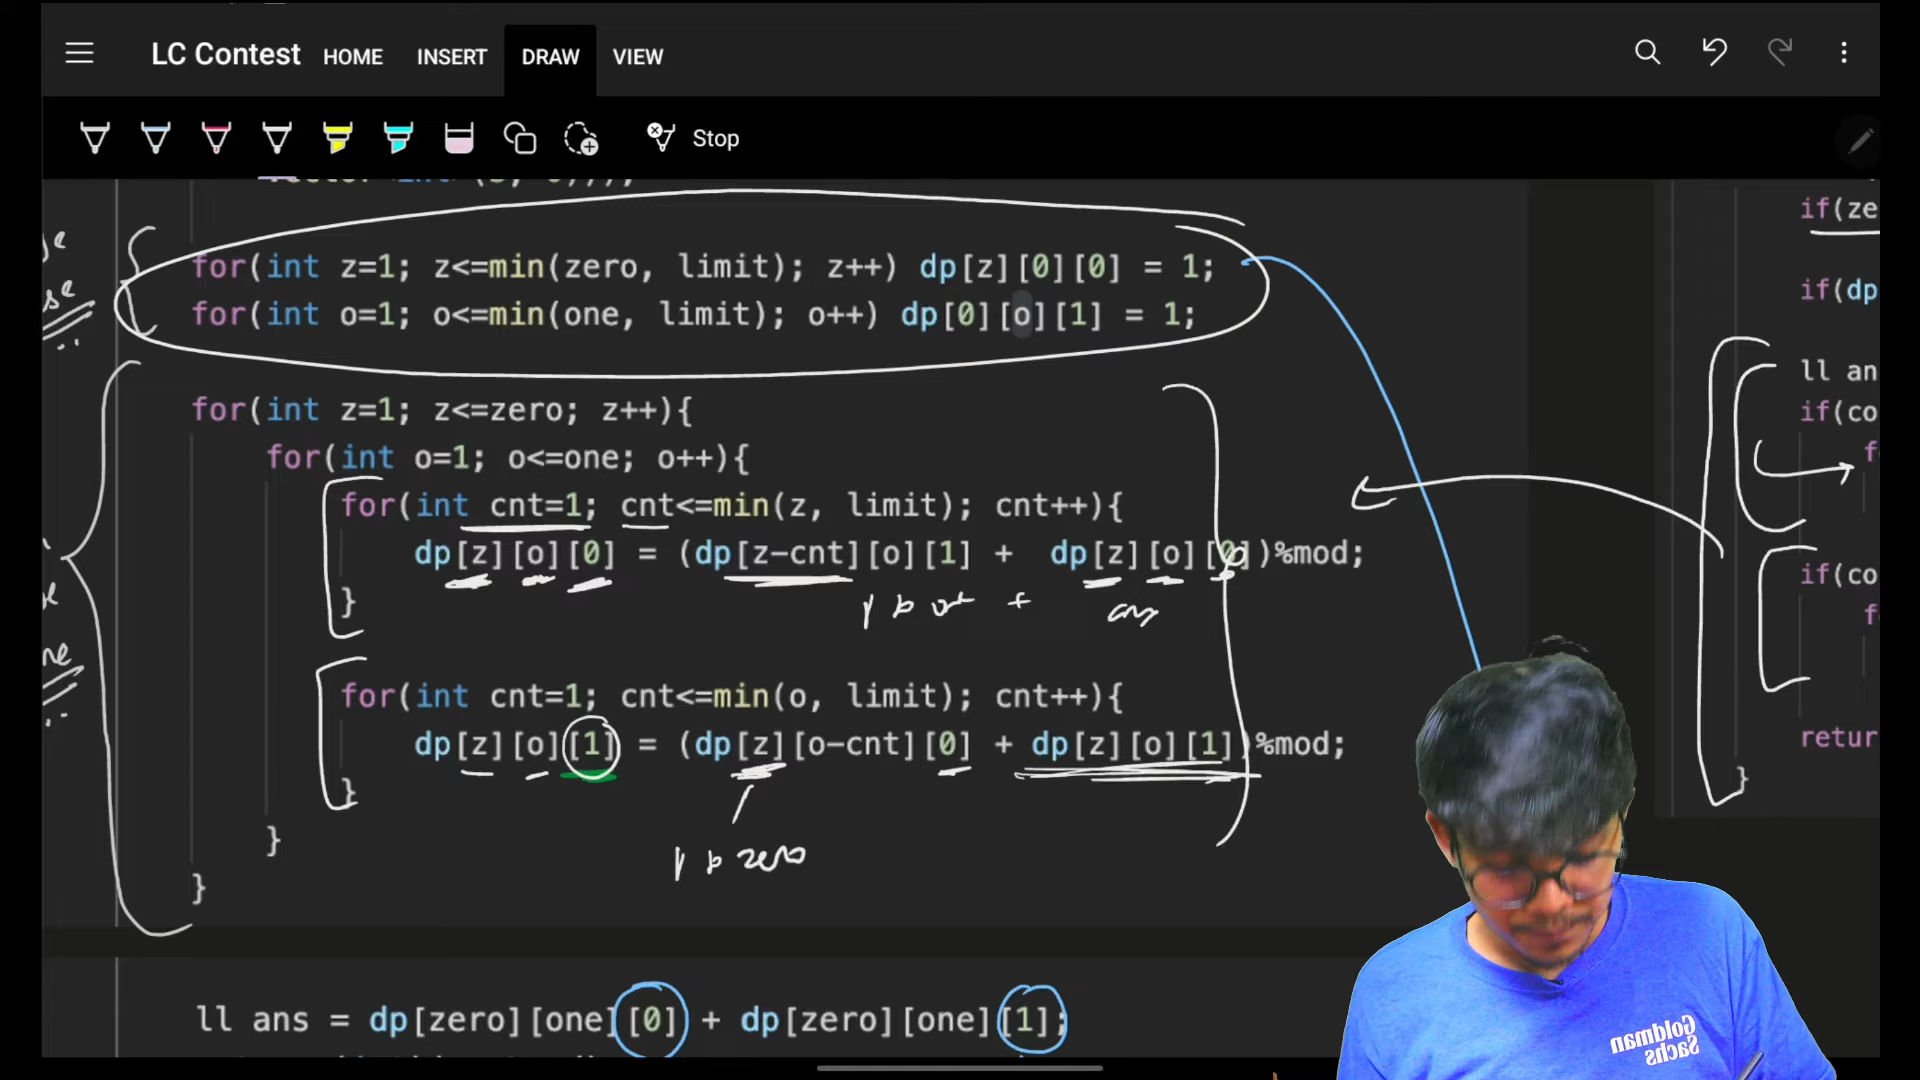 LC Contest HOME INSERT DRAW VIEW
Stop
for(int z=1; z<=min(zero, limit); z++) dp[z][0][0] = 1;
for(int o=1; o<=min(one, limit); o++) dp[0][o][1] = 1;
for(int z=1; z<=zero; z++){
for(int o=1; o<=one; o++){
for(int cnt=1; cnt<=min(z, limit); cnt++){
dp[z][o][0] = (dp[z-cnt][o][1] + dp[z][o][0])%mod;
+ ans
}
for(int cnt=1; cnt<=min(o, limit); cnt++){
dp[z][o][1] = (dp[z][o-cnt][0] + dp[z][o][1])%mod;
}
zero
}
}
ll ans = dp[zero][one][0] + dp[zero][one][1];
if(ze
if(dp
ll an
if(co
f
if(co
f
retur
}
Goldman
Sachs